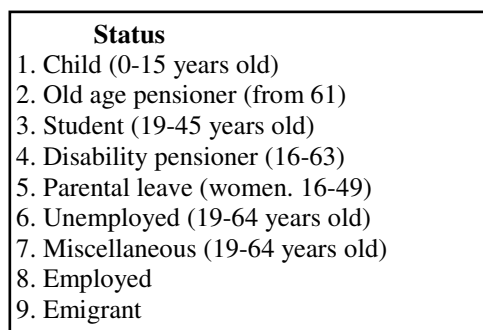 Status
1. Child (0-15 years old)
2. Old age pensioner (from 61)
3. Student (19-45 years old)
4. Disability pensioner (16-63)
5. Parental leave (women. 16-49)
6. Unemployed (19-64 years old)
7. Miscellaneous (19-64 years old)
8. Employed
9. Emigrant